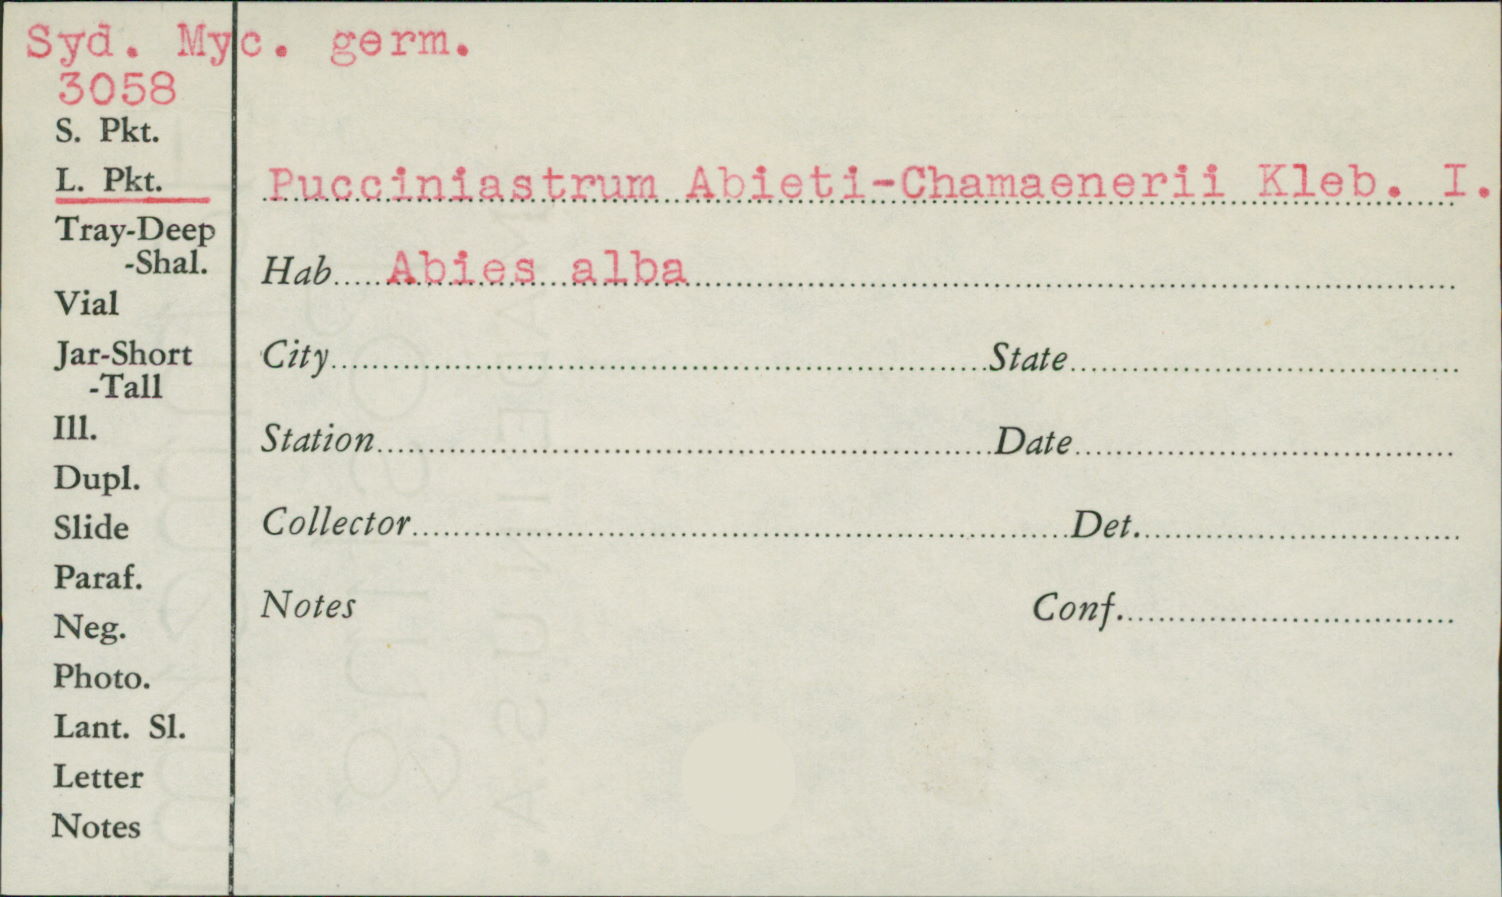 Syd. Myc. germ.
3058
S. Pkt.
L. Pkt.
Tray-Deep
-Shal.
Vial
Jar-Short
-Tall
Ill.
Dupl.
Slide
Paraf.
Neg.
Photo.
Lant. Sl.
Letter
Notes
Pucciniastrum Abieti-Chamaenerii Kleb. I.
Hab.....Abies alba
City State
Station Date
Collector Det.
Notes Conf.